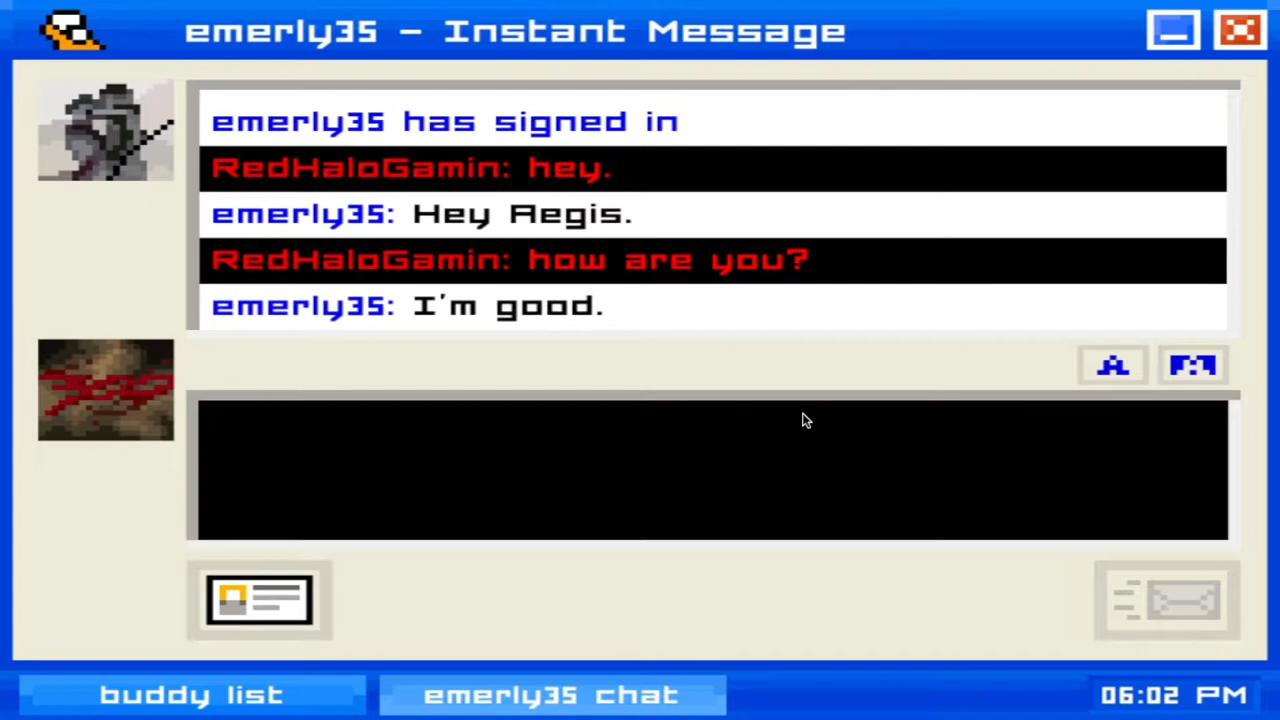 emerly35 - Instant Message
emerly35 has signed in
RedHaloGamin: hey.
emerly35: Hey Aegis.
RedHaloGamin: how are you?
emerly35: I'm good.
A
buddy list
emerly35 chat
06:02 PM